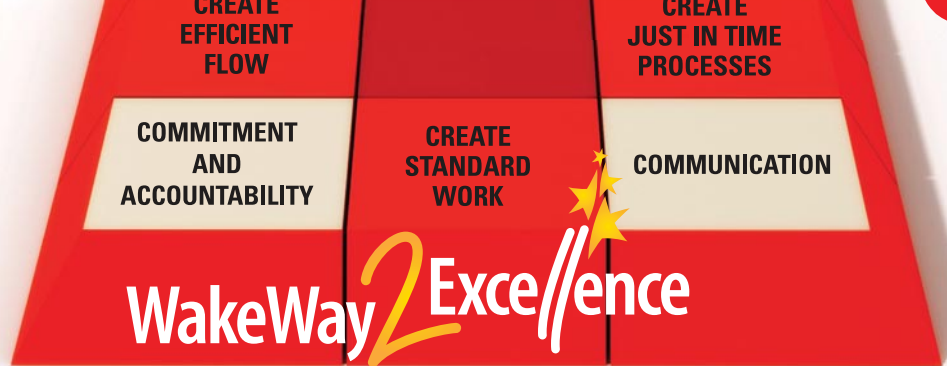 CREATE
EFFICIENT
FLOW
CREATE
JUST IN TIME
PROCESSES
COMMITMENT
AND
ACCOUNTABILITY
CREATE
STANDARD
WORK
COMMUNICATION
WakeWay2Excellence